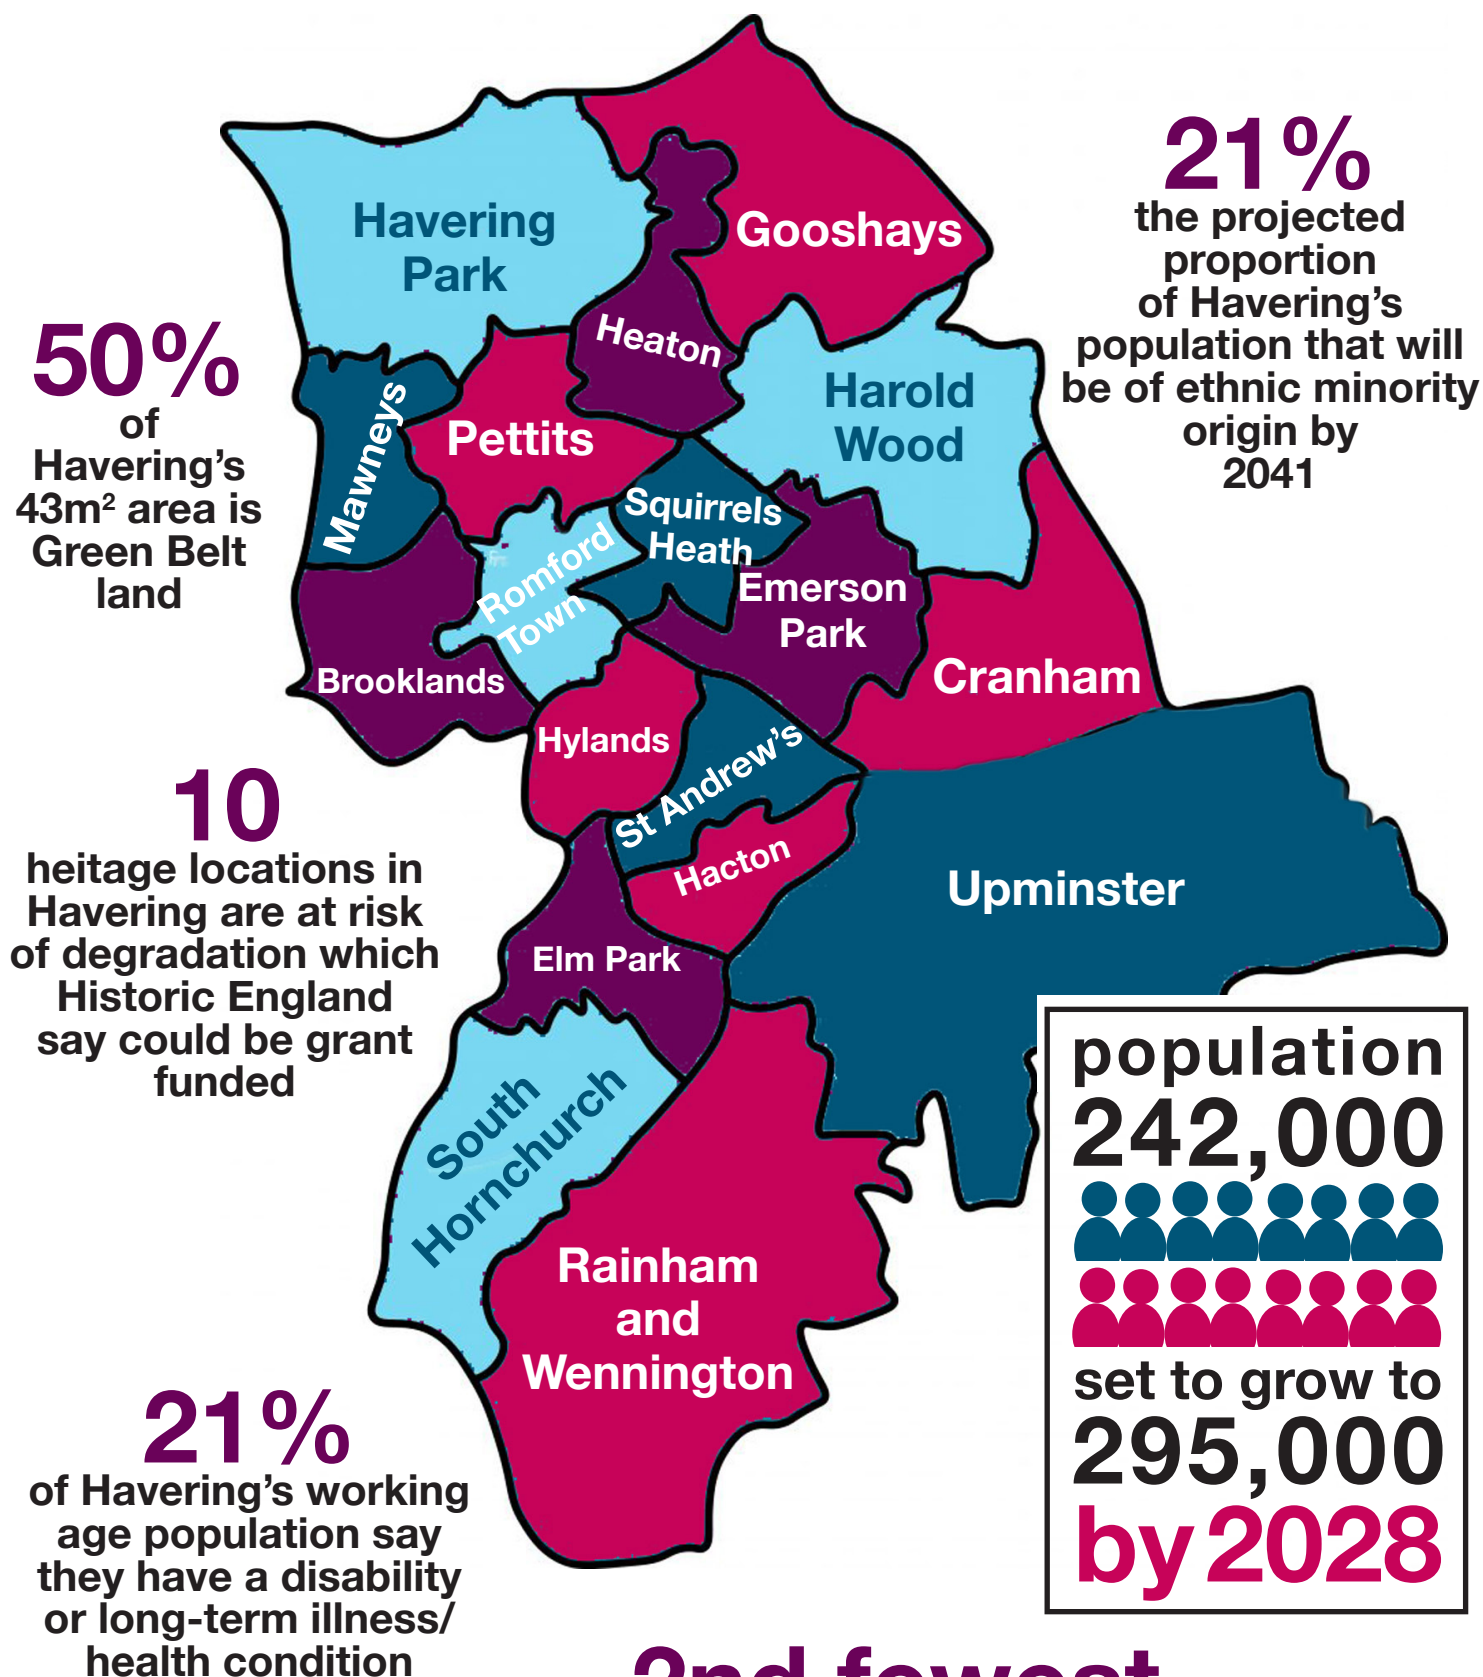 Havering
Park
Gooshays
Heaton
Harold
Wood
Mawneys
Pettits
Squirrels
Heath
Romford
Town
Emerson
Park
Brooklands
Cranham
Hylands
St Andrew's
Hacton
Upminster
Elm Park
South
Hornchurch
Rainham
and
Wennington
21%
the projected
proportion
of Havering's
population that will
be of ethnic minority
origin by
2041
50%
of
Havering's
43m² area is
Green Belt
land
10
heitage locations in
Havering are at risk
of degradation which
Historic England
say could be grant
funded
21%
of Havering's working
age population say
they have a disability
or long-term illness/
health condition
population
242,000
set to grow to
295,000
by 2028
2nd fewest